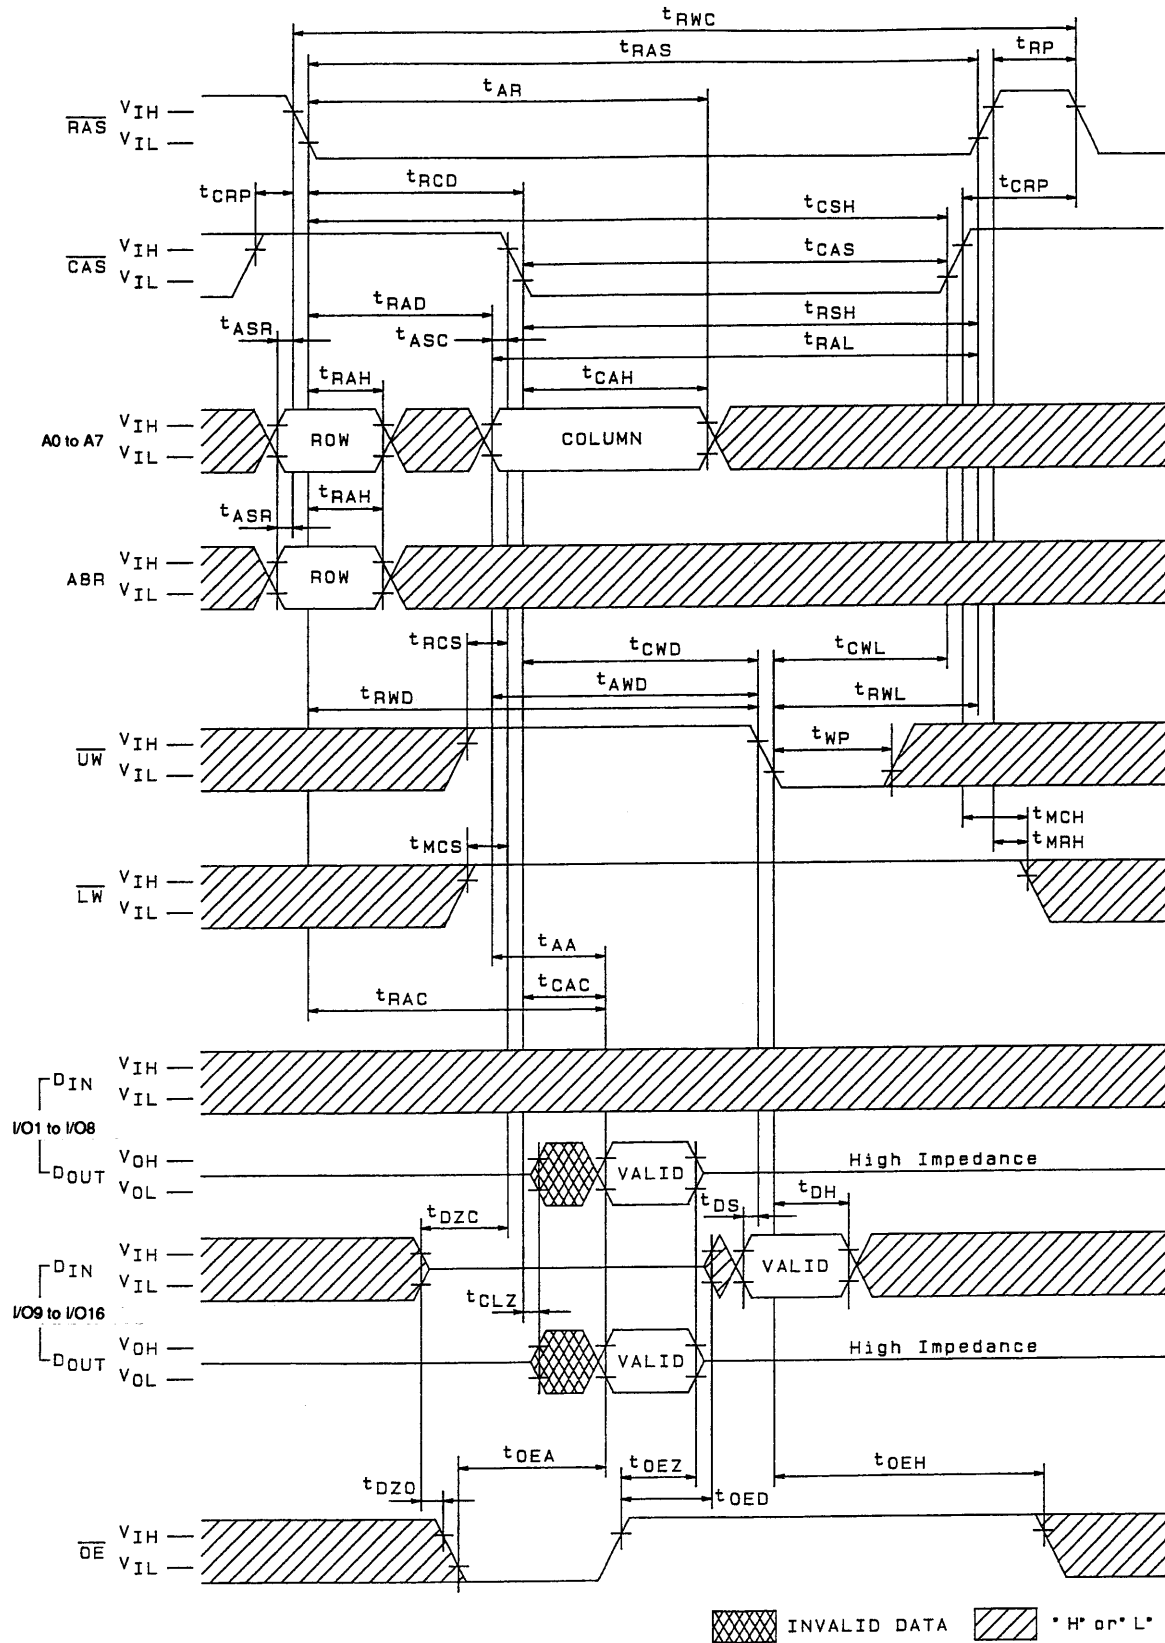 tRWC
tRAS
tRP
tAR
RAS
VIH
VIL
tCRP
tRCD
tCRP
tCSH
CAS
VIH
VIL
tCAS
tRAD
tRSH
tASR
tASC
tRAL
tRAH
tCAH
A0 to A7
VIH
VIL
ROW
COLUMN
tRAH
tASR
A8R
VIH
VIL
ROW
tRCS
tCWD
tCWL
tAWD
tRWD
tRWL
UW
VIH
VIL
tWP
tMCH
tMCS
tMRH
LW
VIH
VIL
tAA
tCAC
tRAC
DIN
VIH
VIL
I/O1 to I/O8
DOUT
VOH
VOL
VALID
High Impedance
tDS
tDH
tDZC
DIN
VIH
VIL
VALID
I/O9 to I/O16
tCLZ
DOUT
VOH
VOL
VALID
High Impedance
tOEA
tOEZ
tOEH
tDZO
tOED
OE
VIH
VIL
INVALID DATA
"H" or "L"